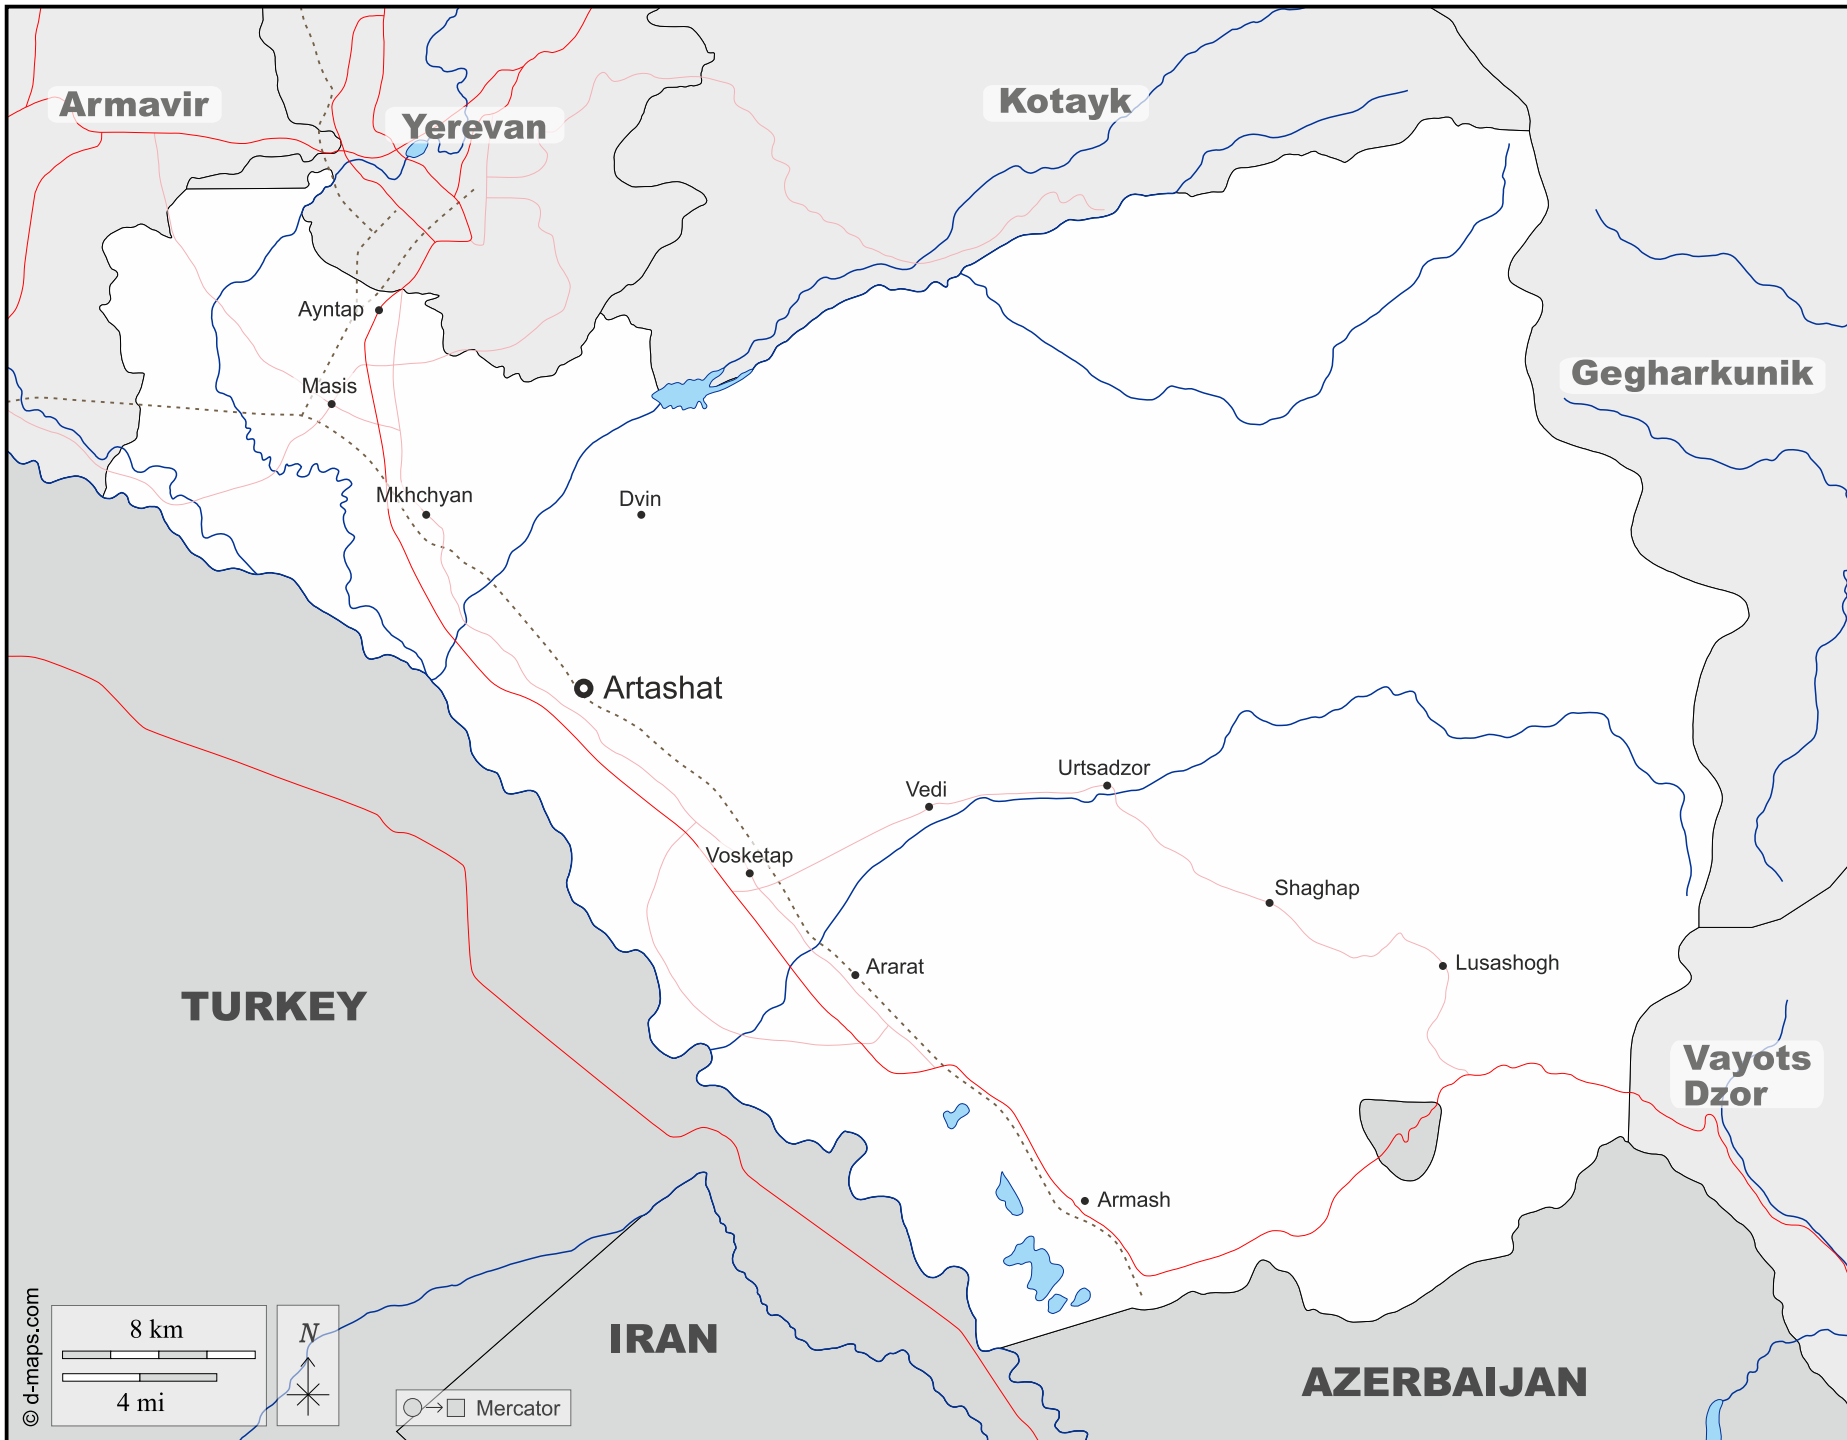 Armavir
Yerevan
Kotayk
Ayntap
Gegharkunik
Masis
Mkhchyan
Dvin
Artashat
Urtsadzor
Vedi
Vosketap
Shaghap
Ararat
Lusashogh
TURKEY
Vayots
Dzor
Armash
IRAN
AZERBAIJAN
© d-maps.com
8 km
4 mi
N
Mercator